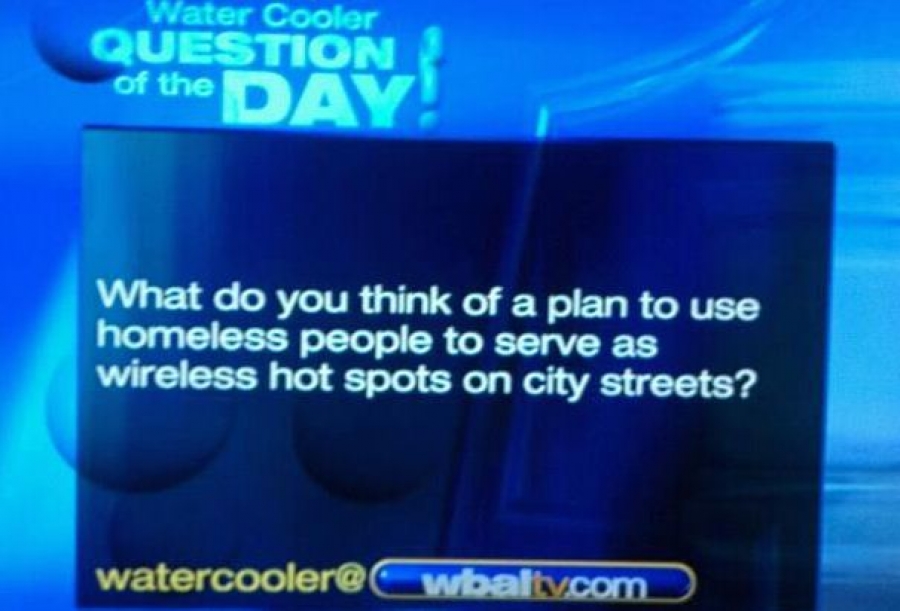 Water Cooler
QUESTION
of the DAY!
What do you think of a plan to use
homeless people to serve as
wireless hot spots on city streets?
watercooler@wbaltv.com